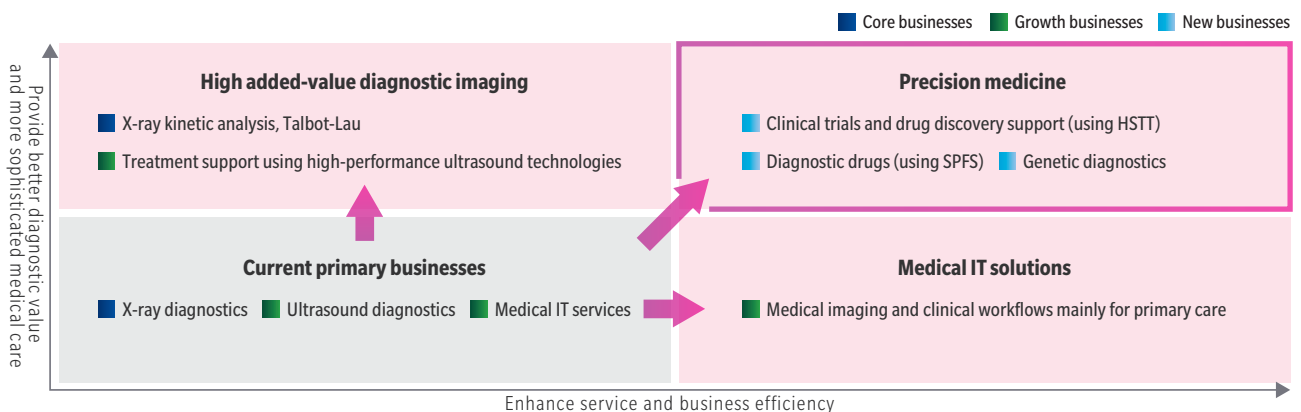 Core businesses Growth businesses New businesses
Provide better diagnostic value
and more sophisticated medical care
High added-value diagnostic imaging
X-ray kinetic analysis, Talbot-Lau
Treatment support using high-performance ultrasound technologies
Precision medicine
Clinical trials and drug discovery support (using HSTT)
Diagnostic drugs (using SPFS) Genetic diagnostics
Current primary businesses
X-ray diagnostics Ultrasound diagnostics Medical IT services
Medical IT solutions
Medical imaging and clinical workflows mainly for primary care
Enhance service and business efficiency